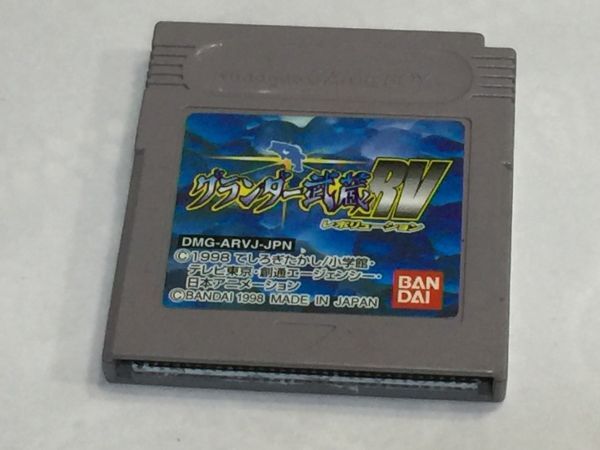 グランダー武蔵RV
レボリューション
DMG-ARVJ-JPN
©1998 てしろぎたかし/小学館・
テレビ東京・創通エージェンシー・
日本アニメーション
©BANDAI 1998 MADE IN JAPAN
BAN
DAI